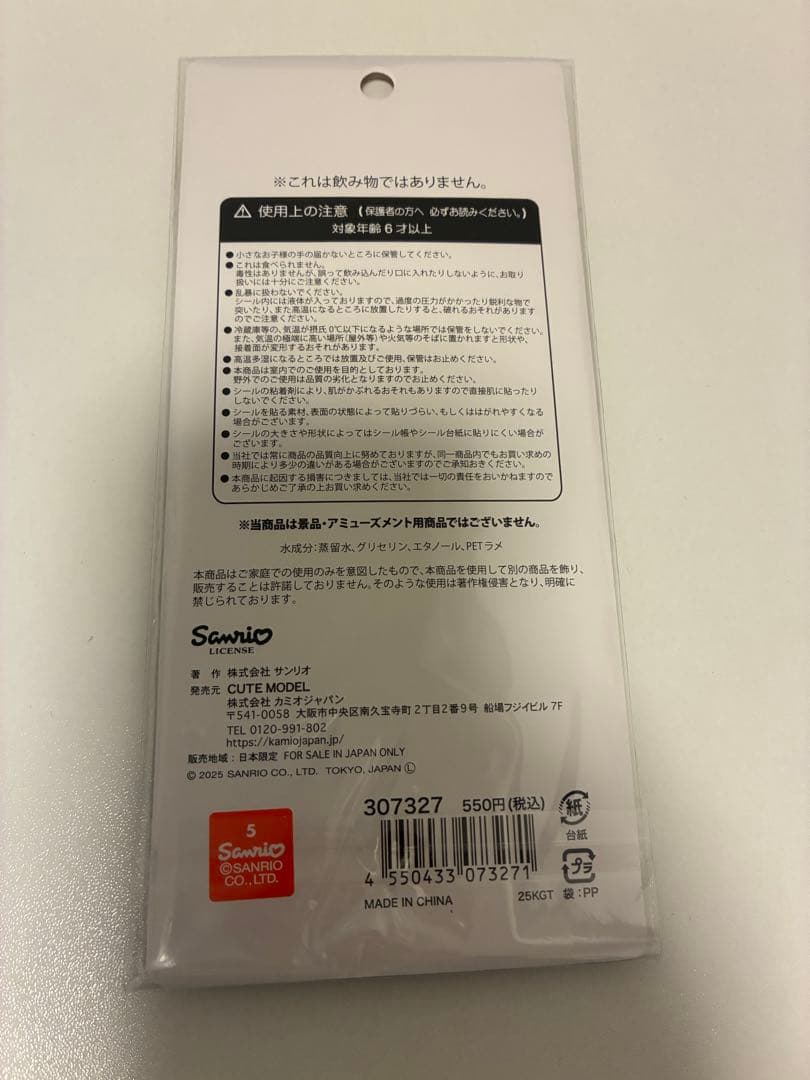 ※これは飲み物ではありません。
⚠ 使用上の注意 (保護者の方へ 必ずお読みください。)
対象年齢6才以上
●小さなお子様の手の届かないところに保管してください。
●これは食べられません。
毒性はありませんが、誤って飲み込んだり口に入れたりしないように、お取り
扱いには十分にご注意ください。
●乱暴に扱わないでください。
シール内には液体が入っておりますので、過度の圧力がかかったり鋭利な物で
突いたり、また高温になるところに放置したりすると、破れるおそれがあります
のでご注意ください。
●冷蔵庫等の、気温が摂氏0℃以下になるような場所では保管をしないでください。
また、気温の極端に高い場所(屋外等)や火気等のそばに置かれますと形状や、
接着面が変形するおそれがあります。
●高温多湿になるところでは放置及びご使用、保管はお止めください。
●本商品は室内でのご使用を目的としております。
野外でのご使用は品質の劣化となりますのでお止めください。
●シールの粘着剤により、肌がかぶれるおそれもありますので直接肌に貼ったり
しないでください。
●シールを貼る素材、表面の状態によって貼りづらい、もしくははがれやすくなる
場合がございます。
●シールの大きさや形状によってはシール帳やシール台紙に貼りにくい場合が
ございます。
●当社では常に商品の品質向上に努めておりますが、同一商品内でもお買い求めの
時期により多少の違いがある場合がございますのでご承知おきください。
●本商品に起因する損害につきましては、当社では一切の責任をおいかねますので
あらかじめご了承の上お買い求めください。
※当商品は景品・アミューズメント用商品ではございません。
水成分:蒸留水、グリセリン、エタノール、PETラメ
本商品はご家庭での使用のみを意図したもので、本商品を使用して別の商品を飾り、
販売することは許諾しておりません。そのような使用は著作権侵害となり、明確に
禁じられております。
Sanrio
LICENSE
著 作 株式会社 サンリオ
発売元 CUTE MODEL
株式会社 カミオジャパン
〒541-0058 大阪市中央区南久宝寺町2丁目2番9号 船場フジイビル7F
TEL 0120-991-802
https://kamiojapan.jp/
販売地域:日本限定 FOR SALE IN JAPAN ONLY
© 2025 SANRIO CO., LTD. TOKYO, JAPAN Ⓛ
307327 550円(税込)
紙
台紙
5
Sanrio
©SANRIO
CO.,LTD.
4 550433 073271
プラ
MADE IN CHINA
25KGT 袋:PP